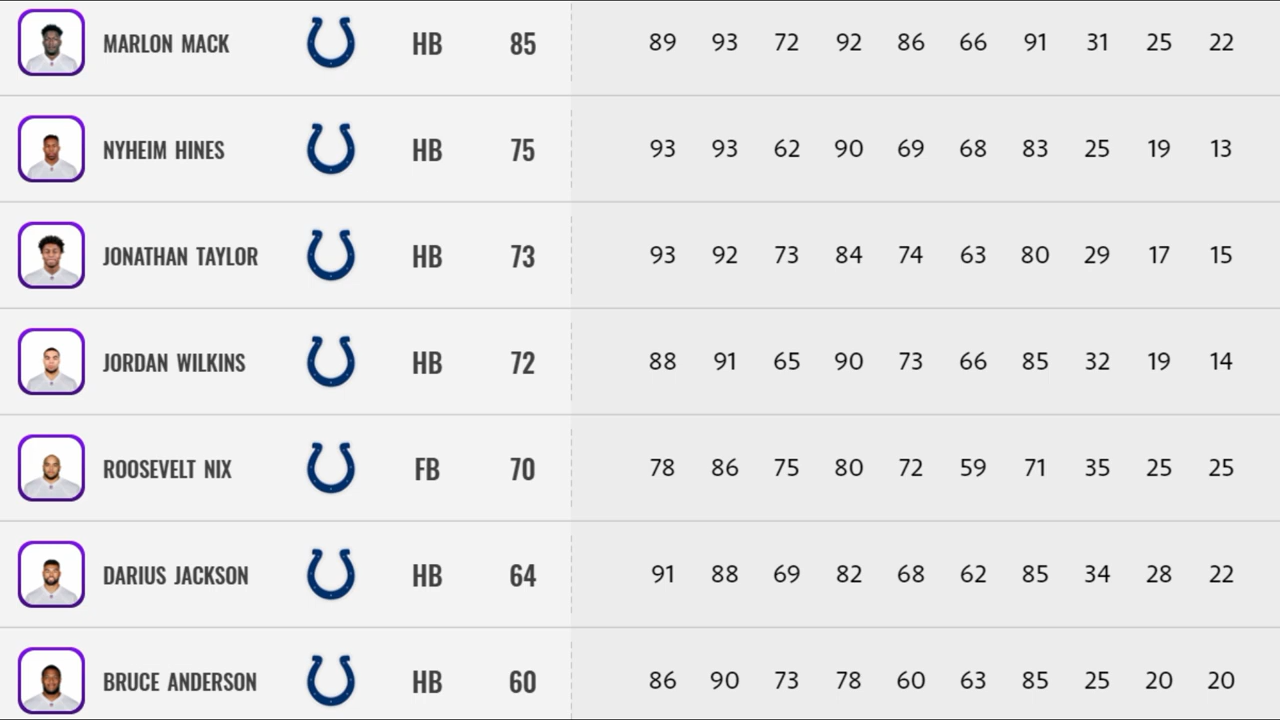 MARLON MACK HB 85 89 93 72 92 86 66 91 31 25 22
NYHEIM HINES HB 75 93 93 62 90 69 68 83 25 19 13
JONATHAN TAYLOR HB 73 93 92 73 84 74 63 80 29 17 15
JORDAN WILKINS HB 72 88 91 65 90 73 66 85 32 19 14
ROOSEVELT NIX FB 70 78 86 75 80 72 59 71 35 25 25
DARIUS JACKSON HB 64 91 88 69 82 68 62 85 34 28 22
BRUCE ANDERSON HB 60 86 90 73 78 60 63 85 25 20 20